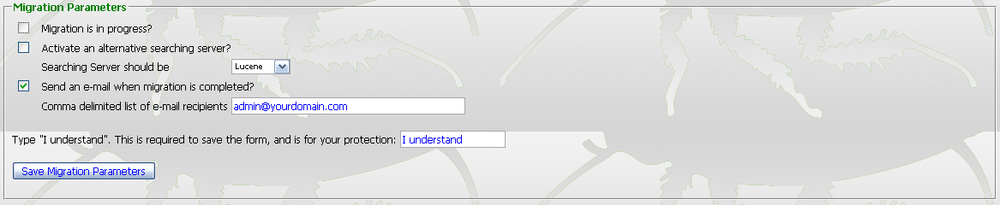 Migration Parameters
Migration is in progress?
Activate an alternative searching server?
Searching Server should be Lucene
Send an e-mail when migration is completed?
Comma delimited list of e-mail recipients admin@yourdomain.com
Type "I understand". This is required to save the form, and is for your protection: I understand
Save Migration Parameters